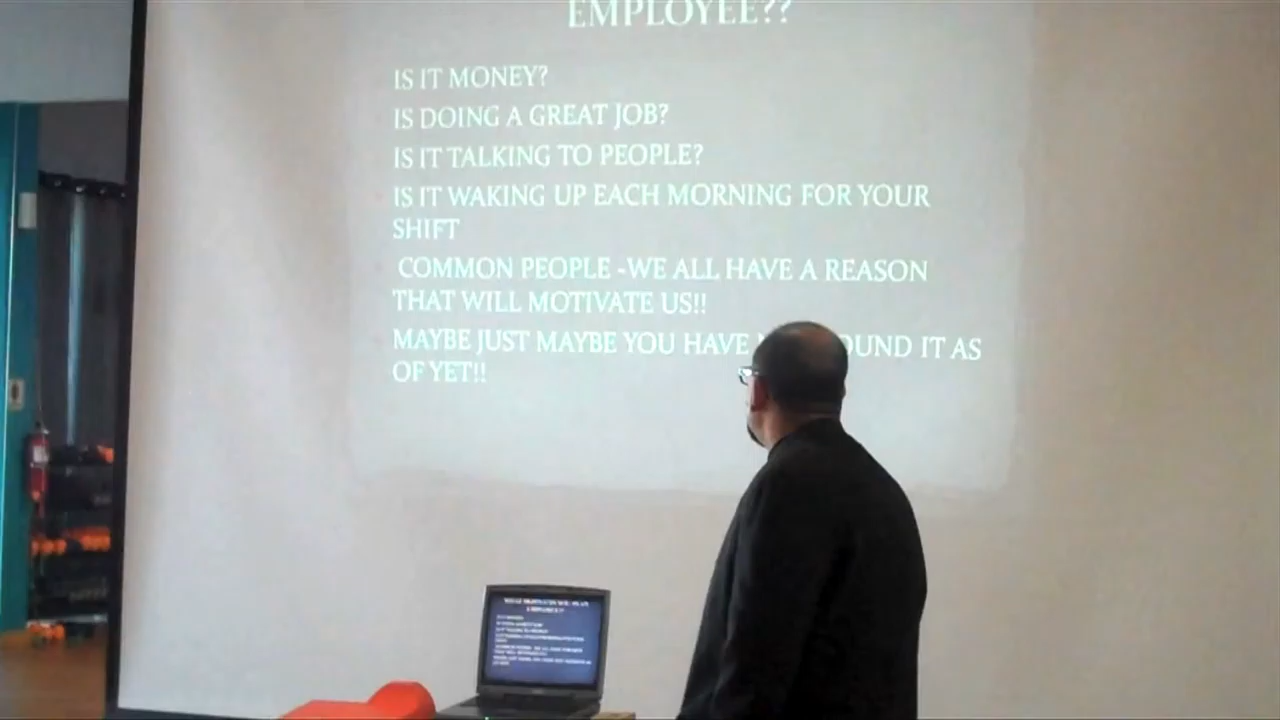 EMPLOYEE??
IS IT MONEY?
IS DOING A GREAT JOB?
IS IT TALKING TO PEOPLE?
IS IT WAKING UP EACH MORNING FOR YOUR
SHIFT
COMMON PEOPLE -WE ALL HAVE A REASON
THAT WILL MOTIVATE US!!
MAYBE JUST MAYBE YOU HAVE OUND IT AS
OF YET!!